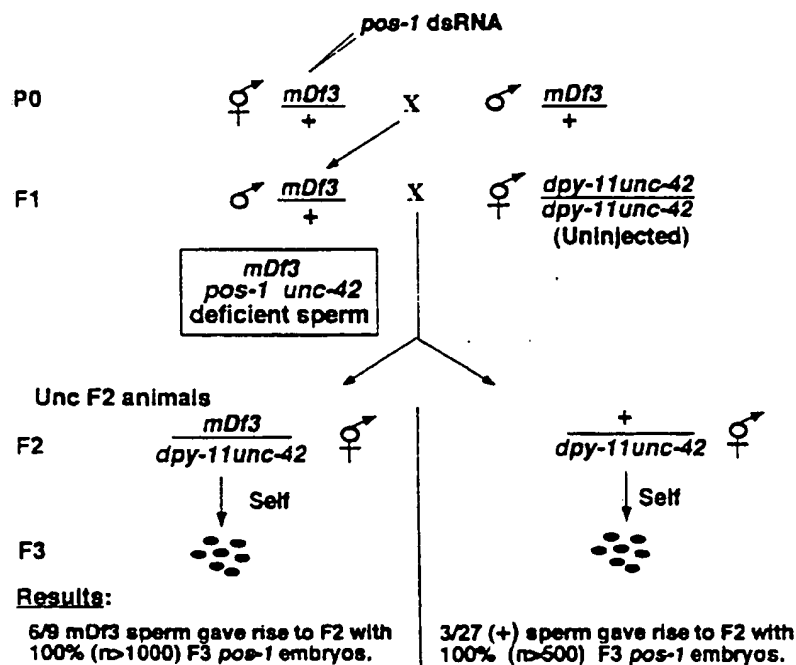 pos-1 dsRNA
P0
mDf3
+
X
mDf3
+
F1
mDf3
+
X
dpy-11unc-42
dpy-11unc-42
(Uninjected)
mDf3
pos-1 unc-42
deficient sperm
Unc F2 animals
F2
mDf3
dpy-11unc-42
+
dpy-11unc-42
Self
Self
F3
Results:
6/9 mDf3 sperm gave rise to F2 with
100% (n>1000) F3 pos-1 embryos.
3/27 (+) sperm gave rise to F2 with
100% (n>500) F3 pos-1 embryos.